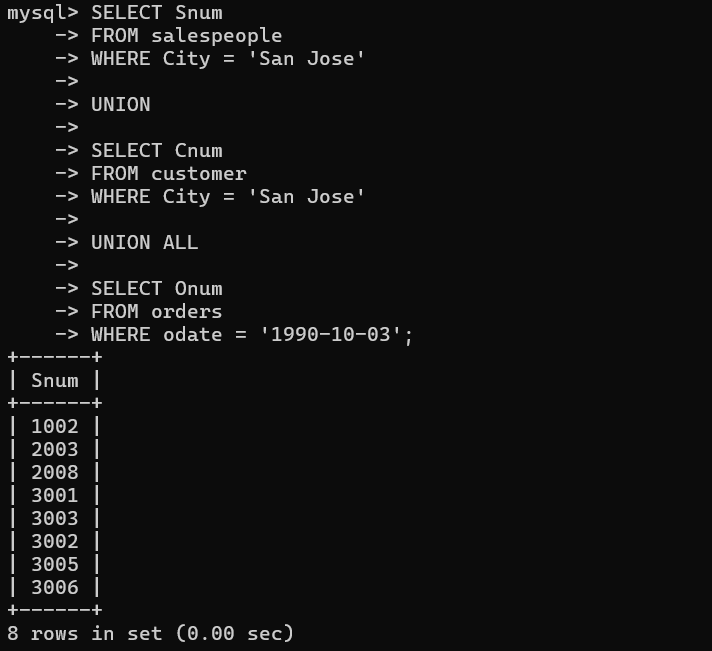 mysql> SELECT Snum
    -> FROM salespeople
    -> WHERE City = 'San Jose'
    ->
    -> UNION
    ->
    -> SELECT Cnum
    -> FROM customer
    -> WHERE City = 'San Jose'
    ->
    -> UNION ALL
    ->
    -> SELECT Onum
    -> FROM orders
    -> WHERE odate = '1990-10-03';
+------+
| Snum |
+------+
| 1002 |
| 2003 |
| 2008 |
| 3001 |
| 3003 |
| 3002 |
| 3005 |
| 3006 |
+------+
8 rows in set (0.00 sec)